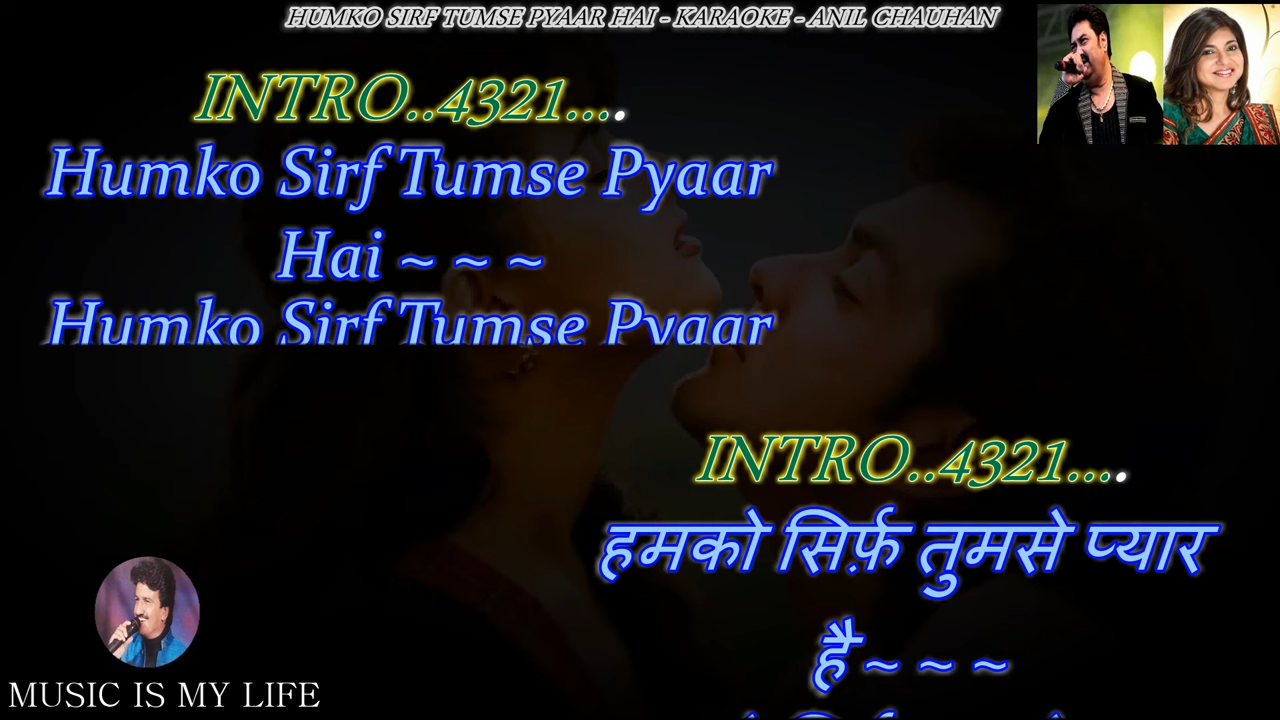 HUMKO SIRF TUMSE PYAAR HAI - KARAOKE - ANIL CHAUHAN
INTRO..4321....
Humko Sirf Tumse Pyaar
Hai ~ ~ ~
Humko Sirf Tumse Pyaar
INTRO..4321....
हमको सिर्फ़ तुमसे प्यार
है ~ ~ ~
MUSIC IS MY LIFE